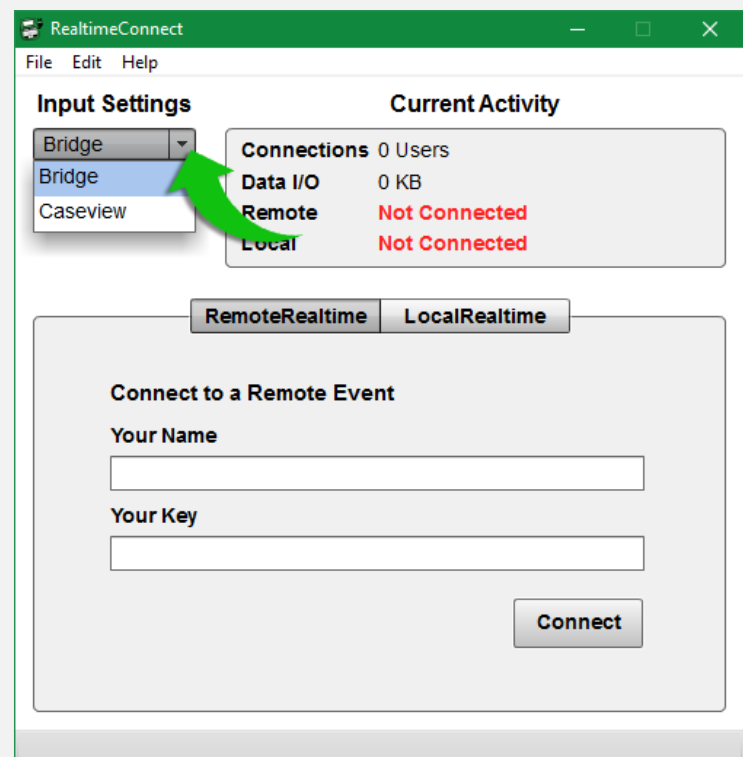 RealtimeConnect
File Edit Help
Input Settings
Bridge
Bridge
Caseview
Current Activity
Connections 0 Users
Data I/O 0 KB
Remote Not Connected
Local Not Connected
RemoteRealtime LocalRealtime
Connect to a Remote Event
Your Name
Your Key
Connect